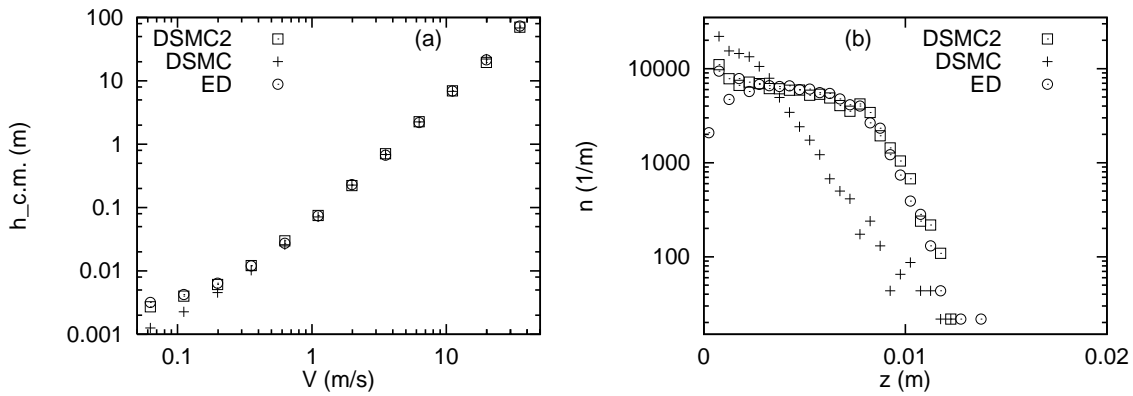 100
DSMC2
(a)
DSMC
10
ED
1
0.1
0.01
0.001
0.1
1
10
V (m/s)
h_c.m. (m)
DSMC2
(b)
DSMC
10000
ED
1000
100
0
0.01
0.02
z (m)
n (1/m)